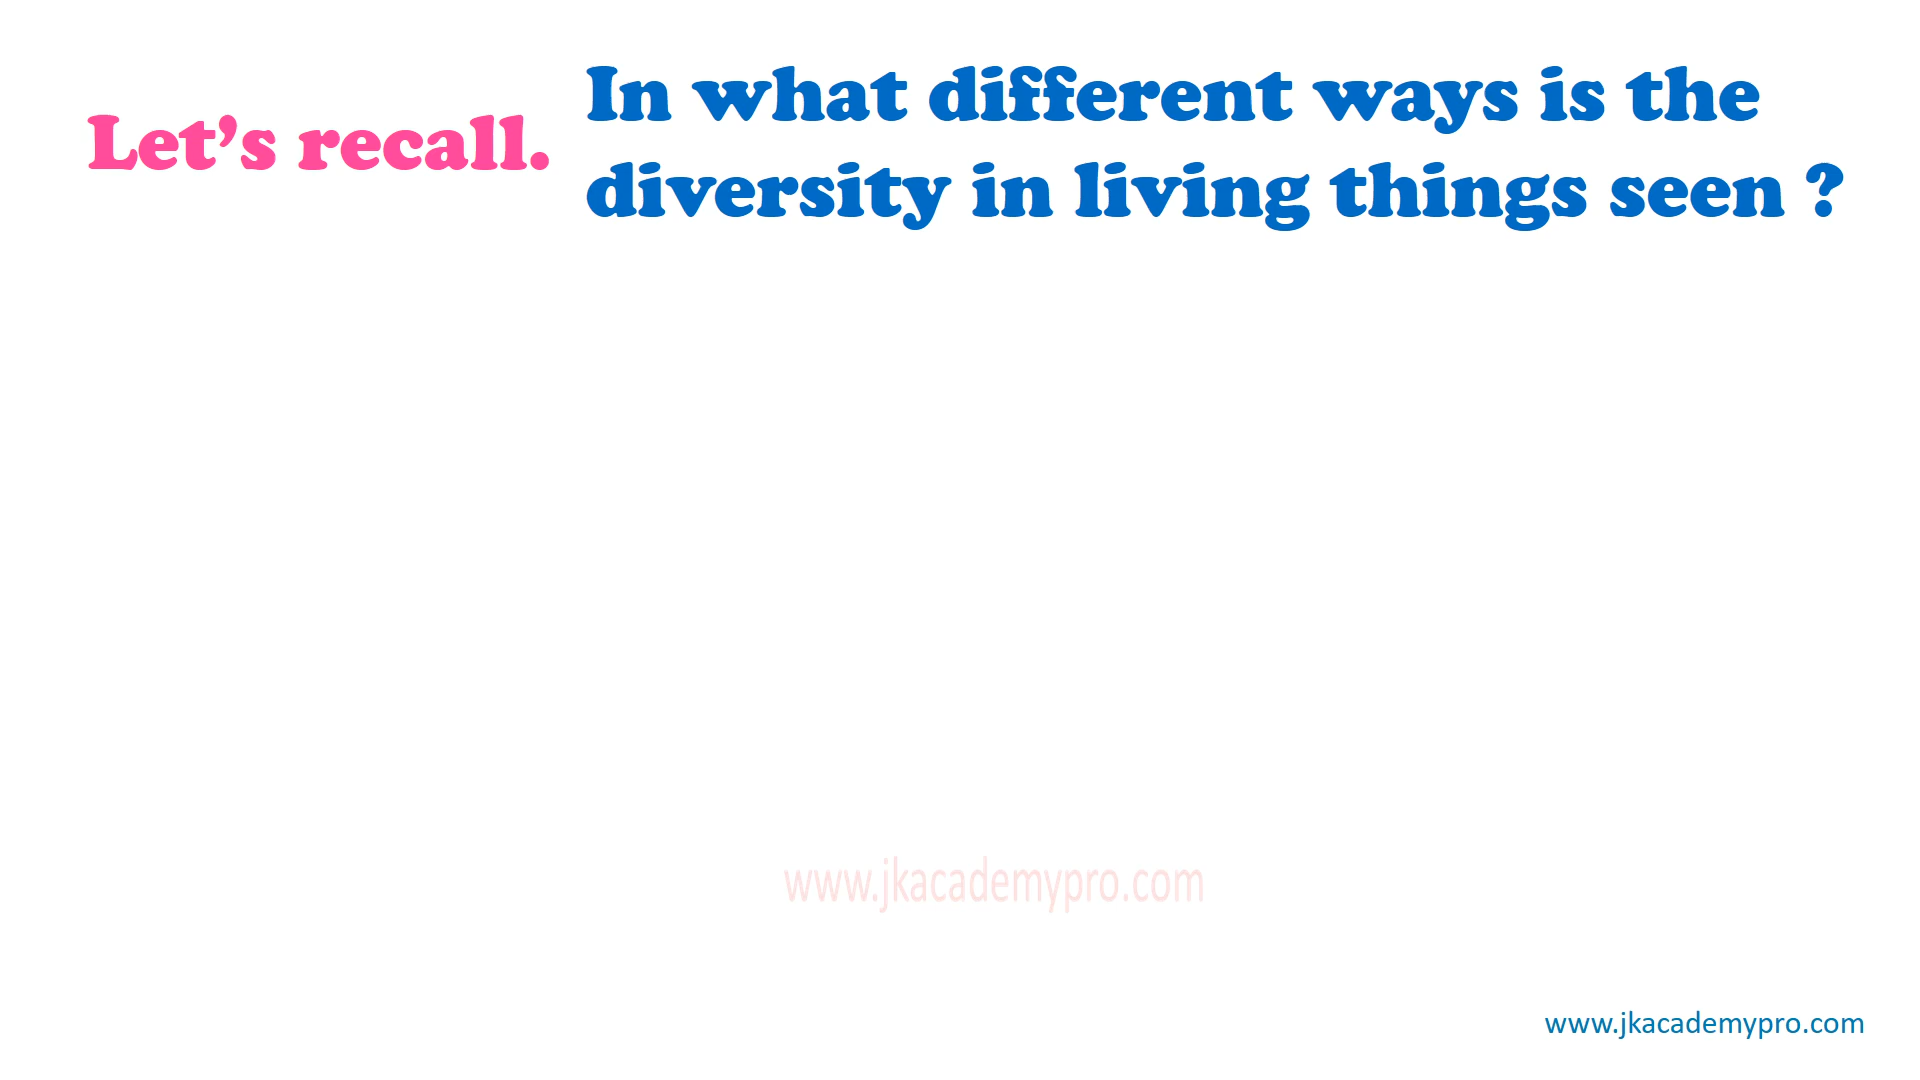 Let’s recall.
In what different ways is the
diversity in living things seen ?
www.jkacademypro.com
www.jkacademypro.com